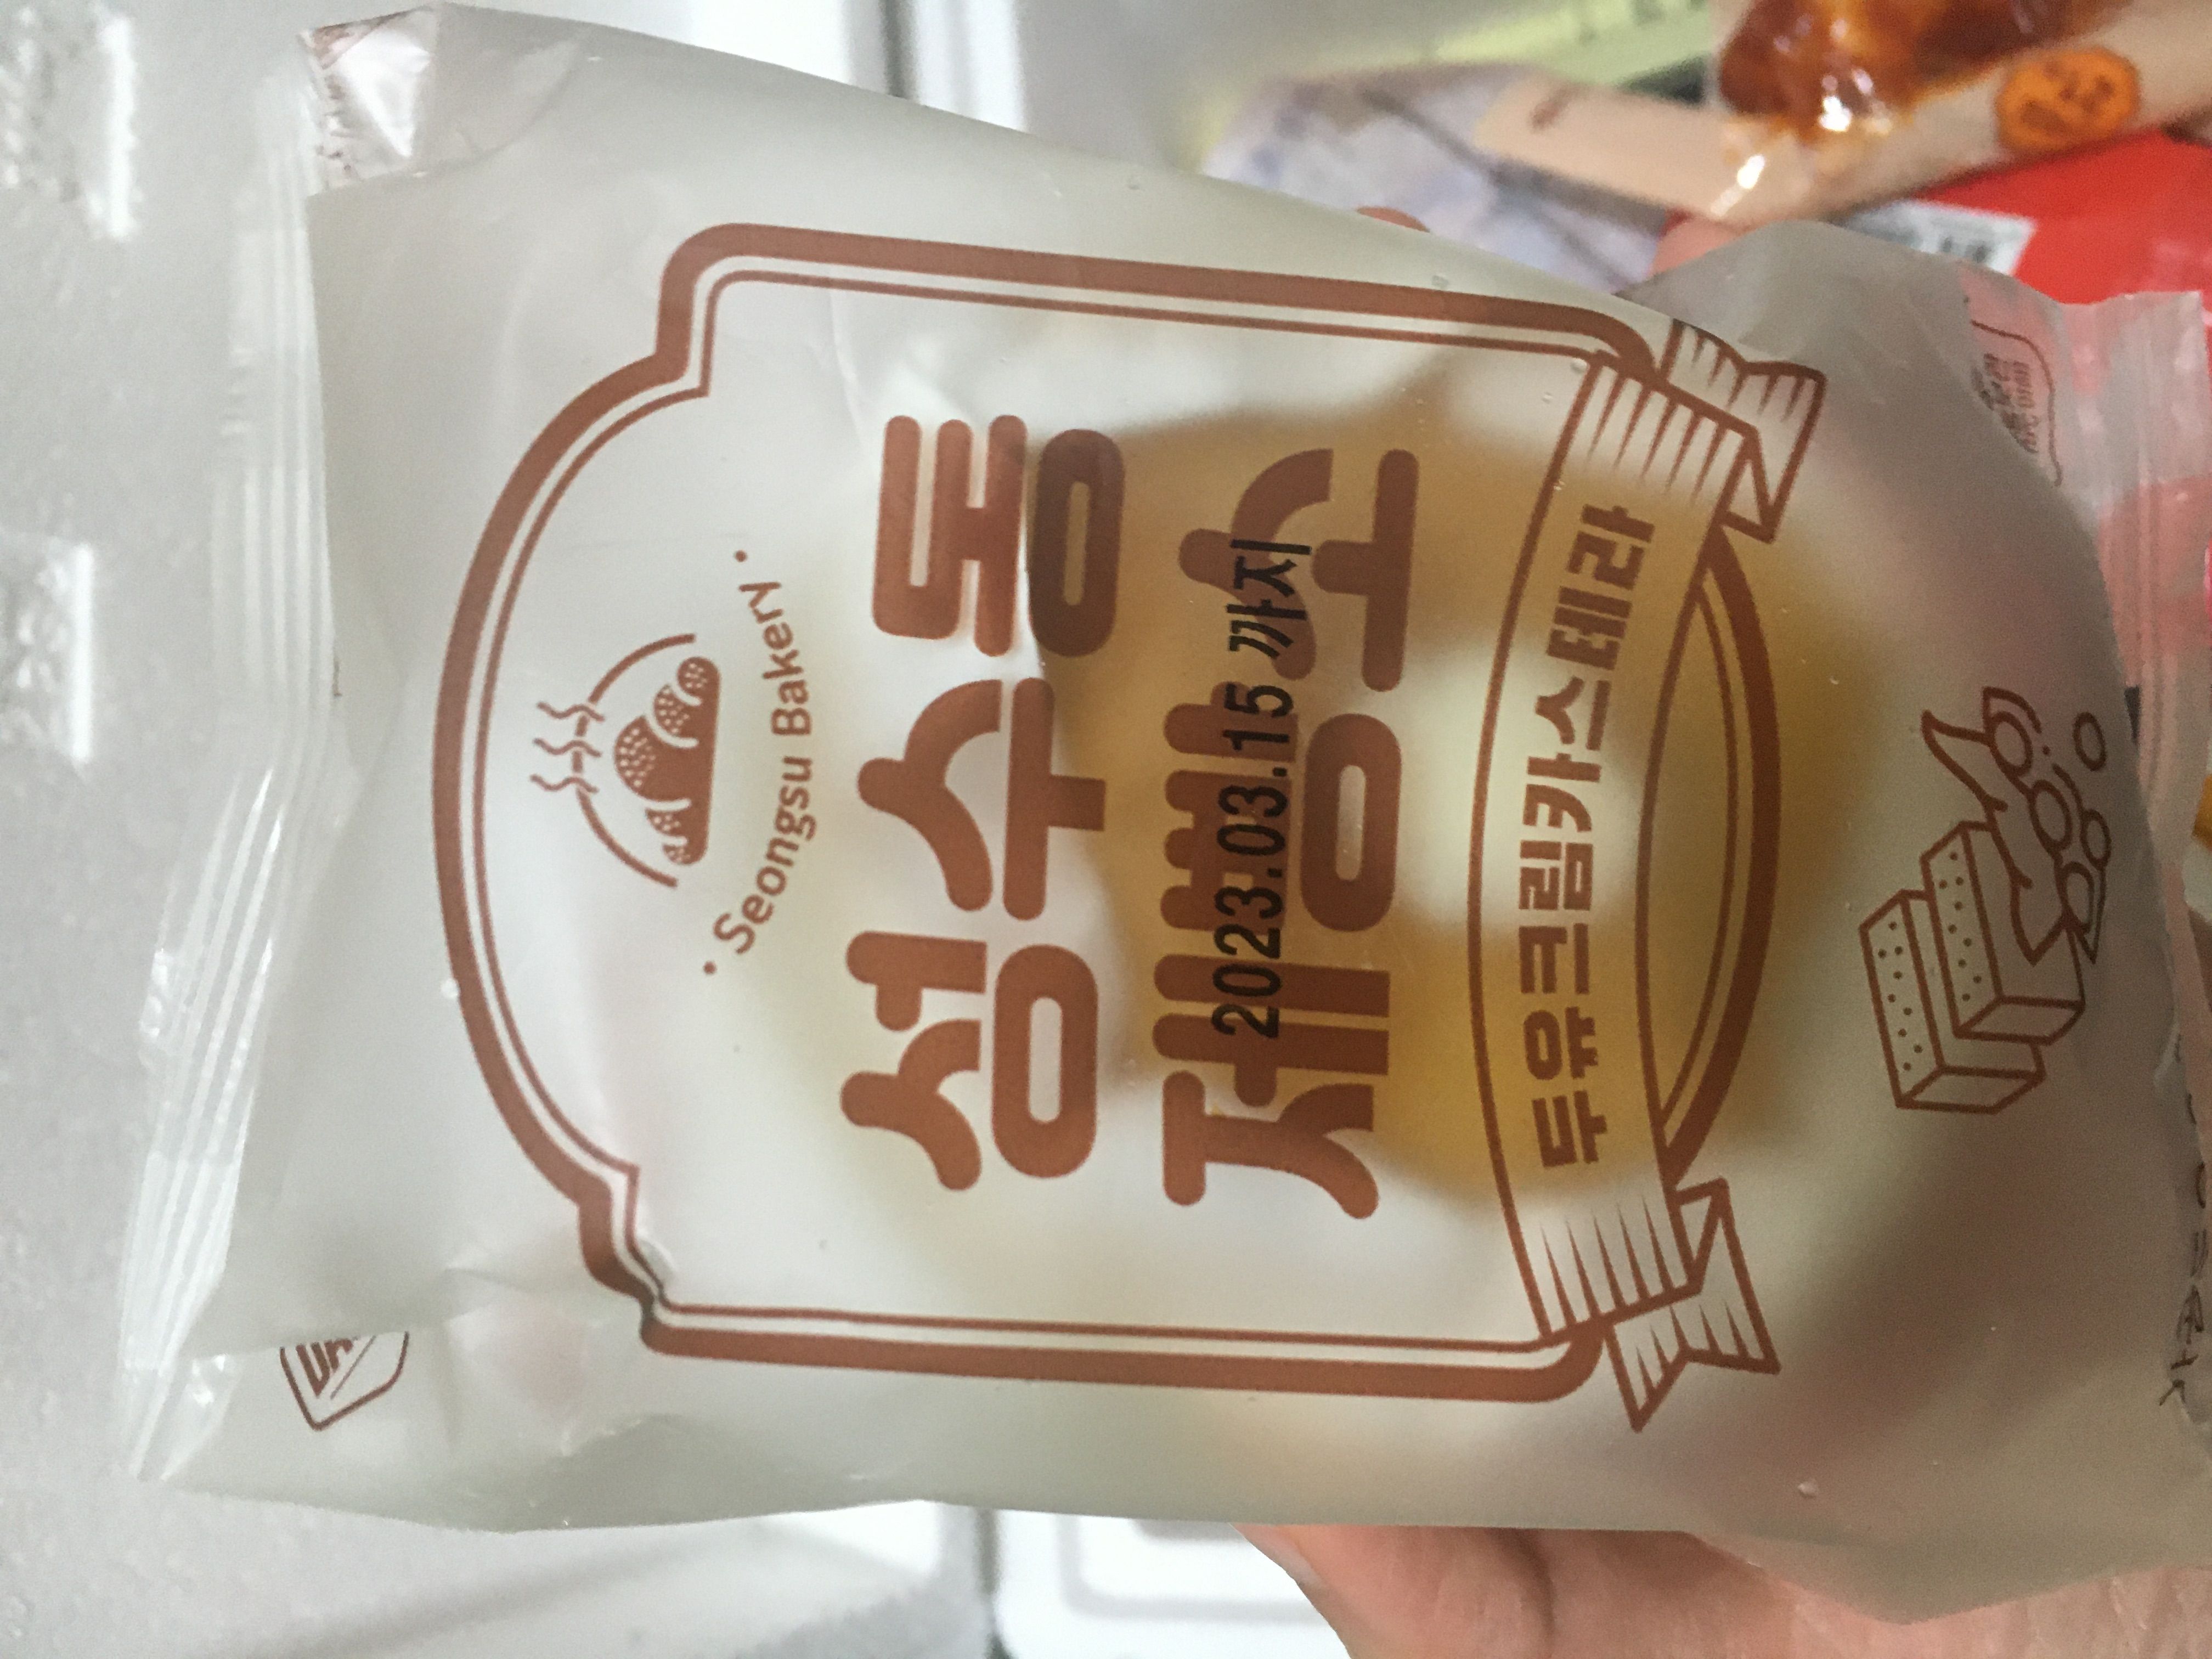 Seongsu Bakery
성수동
제빵소
2023.03.15 까지
두유크림카스테라